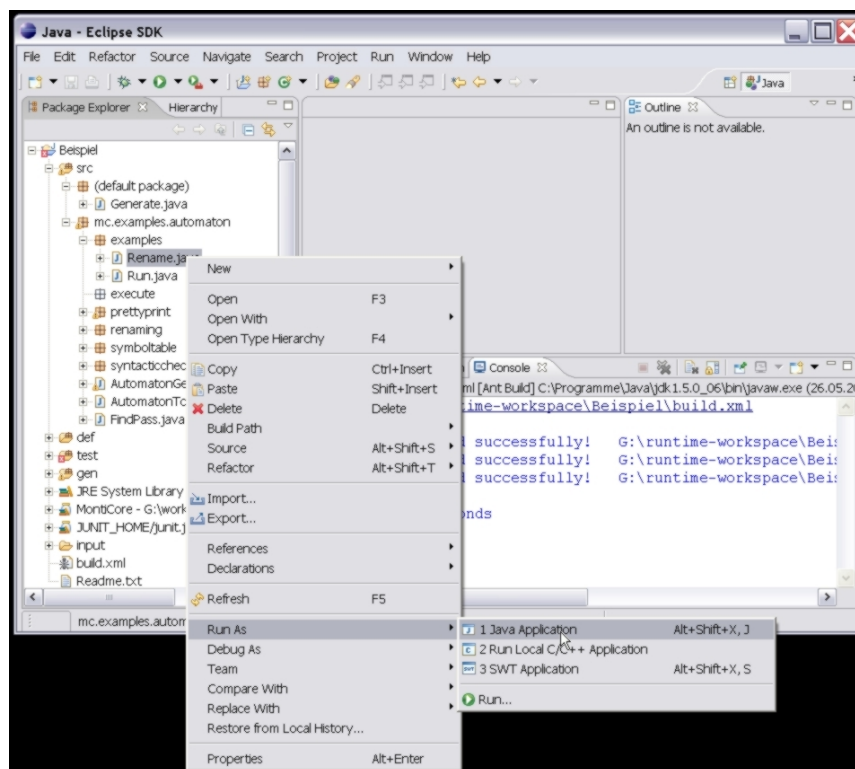 Java - Eclipse SDK
File Edit Refactor Source Navigate Search Project Run Window Help
Java
Package Explorer Hierarchy
Outline
An outline is not available.
Beispiel
src
(default package)
Generate.java
mc.examples.automaton
examples
Rename.ja
Run.java
execute
prettyprint
renaming
symboltable
syntacticchec
AutomatonGe
AutomatonTo
FindPass.java
def
test
gen
JRE System Library
MontiCore - G:\work
JUNIT_HOME/junit.j
input
build.xml
Readme.txt
mc.examples.autom
New
Open F3
Open With
Open Type Hierarchy F4
Copy Ctrl+Insert
Paste Shift+Insert
Delete Delete
Build Path
Source Alt+Shift+S
Refactor Alt+Shift+T
Import...
Export...
References
Declarations
Refresh F5
Run As
Debug As
Team
Compare With
Replace With
Restore from Local History...
Properties Alt+Enter
Console
ml [Ant Build] C:\Programme\Java\jdk1.5.0_06\bin\javaw.exe (26.05.20
ime-workspace\Beispiel\build.xml
successfully! G:\runtime-workspace\Beis
successfully! G:\runtime-workspace\Beis
successfully! G:\runtime-workspace\Beis
onds
1 Java Application Alt+Shift+X, J
2 Run Local C/C++ Application
3 SWT Application Alt+Shift+X, S
Run...